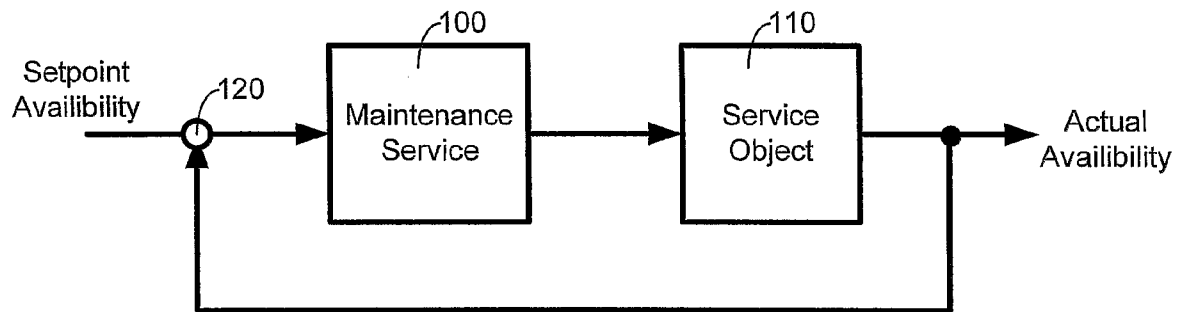 100
110
Setpoint
Availibility
120
Maintenance
Service
Service
Object
Actual
Availibility